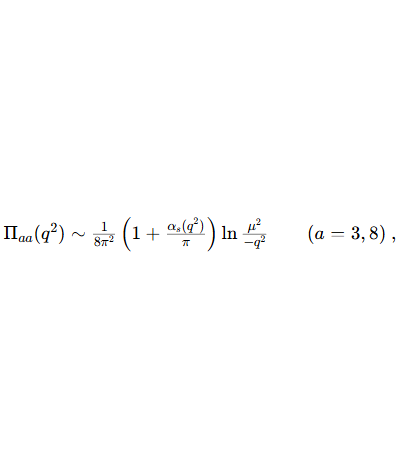 Π_{aa}(q^2) ∼ \frac{1}{8π^2} \left(1 + \frac{α_s(q^2)}{π}\right) \ln \frac{μ^2}{-q^2} (a = 3, 8) ,